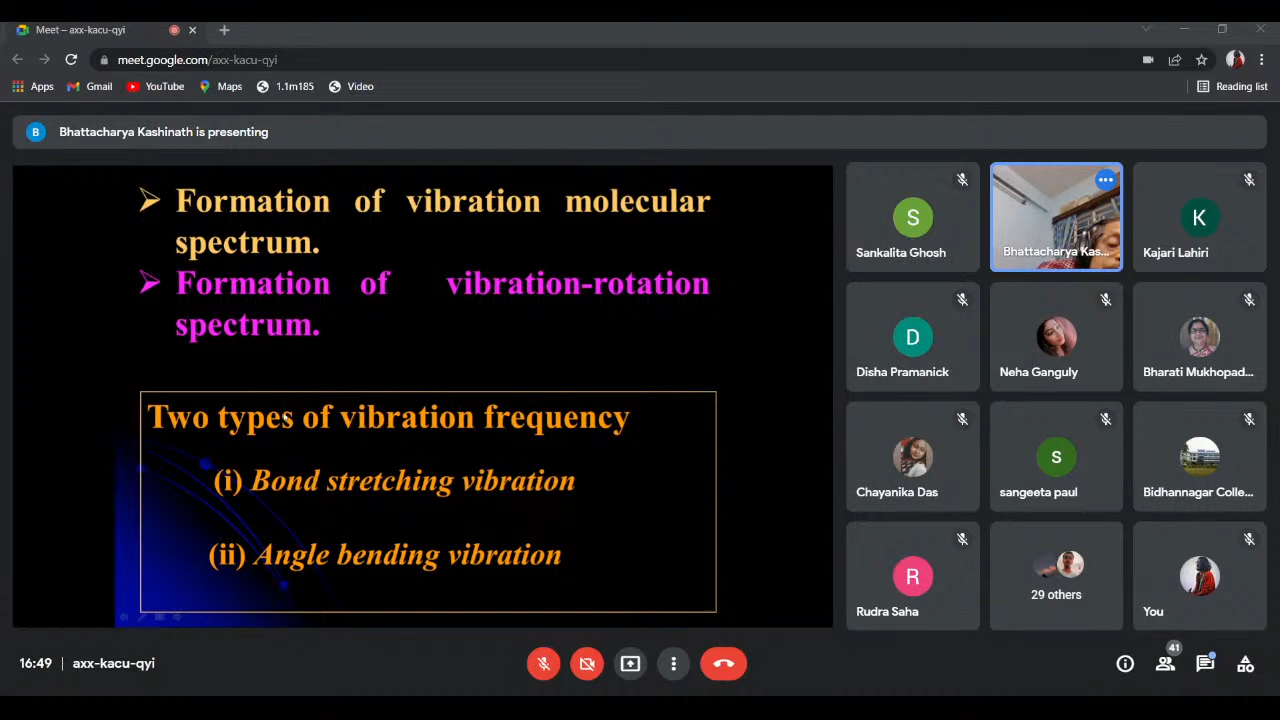 Meet – axx-kacu-qyi
meet.google.com/axx-kacu-qyi
Apps Gmail YouTube Maps 1.1m185 Video Reading list
B Bhattacharya Kashinath is presenting
Formation of vibration molecular
spectrum.
Formation of vibration-rotation
spectrum.
Two types of vibration frequency
(i) Bond stretching vibration
(ii) Angle bending vibration
S
Sankalita Ghosh
Bhattacharya Kas...
K
Kajari Lahiri
D
Disha Pramanick
Neha Ganguly
Bharati Mukhopad...
Chayanika Das
s
sangeeta paul
Bidhannagar Colle...
R
Rudra Saha
29 others
You
16:49 | axx-kacu-qyi
41